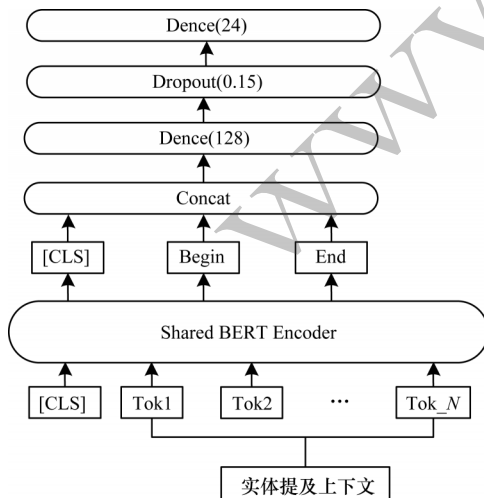 Dence(24)
Dropout(0.15)
Dence(128)
Concat
[CLS] Begin End
Shared BERT Encoder
[CLS] Tok1 Tok2 ... Tok_N
实体提及上下文